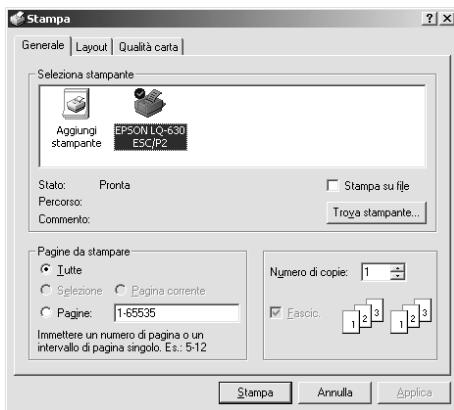 Stampa
Generale
Layout
Qualità carta
Seleziona stampante
Aggiungi
stampante
EPSON LQ-630
ESC/P2
Stato: Pronta
Percorso:
Commento:
Stampa su file
Trova stampante...
Pagine da stampare
Tutte
Selezione
Pagina corrente
Pagine: 1-65535
Immettere un numero di pagina o un
intervallo di pagina singolo. Es.: 5-12
Numero di copie: 1
Fascic.
1 2 3
1 2 3
Stampa
Annulla
Applica